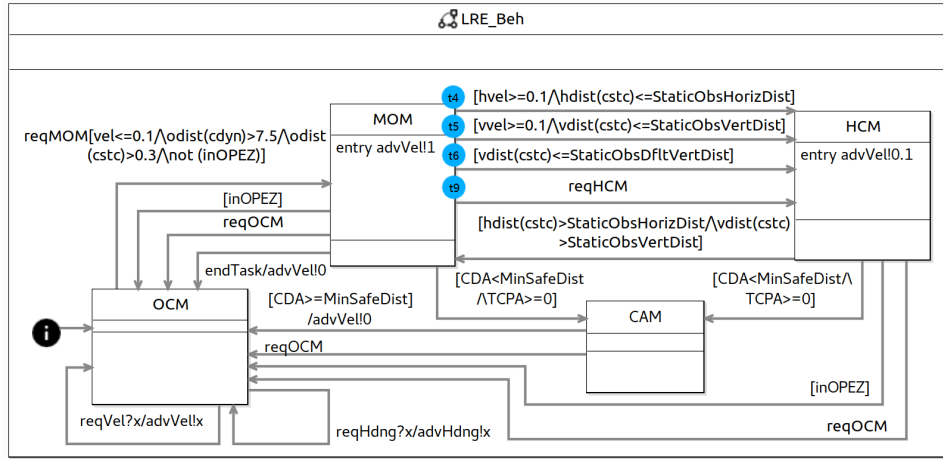 LRE_Beh
t4
[hvel>=0.1/\hdist(cstc)<=StaticObsHorizDist]
MOM
entry advVel!1
t5
[vvel>=0.1/\vdist(cstc)<=StaticObsVertDist]
HCM
entry advVel!0.1
reqMOM[vel<=0.1/\odist(cdyn)>7.5/\odist
(cstc)>0.3/\not (inOPEZ)]
t6
[vdist(cstc)<=StaticObsDfltVertDist]
t9
reqHCM
[inOPEZ]
reqOCM
[hdist(cstc)>StaticObsHorizDist/\vdist(cstc)
>StaticObsVertDist]
endTask/advVel!0
OCM
[CDA>=MinSafeDist]
/advVel!0
[CDA<MinSafeDist
/\TCPA>=0]
[CDA<MinSafeDist/\
TCPA>=0]
CAM
i
reqOCM
[inOPEZ]
reqVel?x/advVel!x
reqHdng?x/advHdng!x
reqOCM